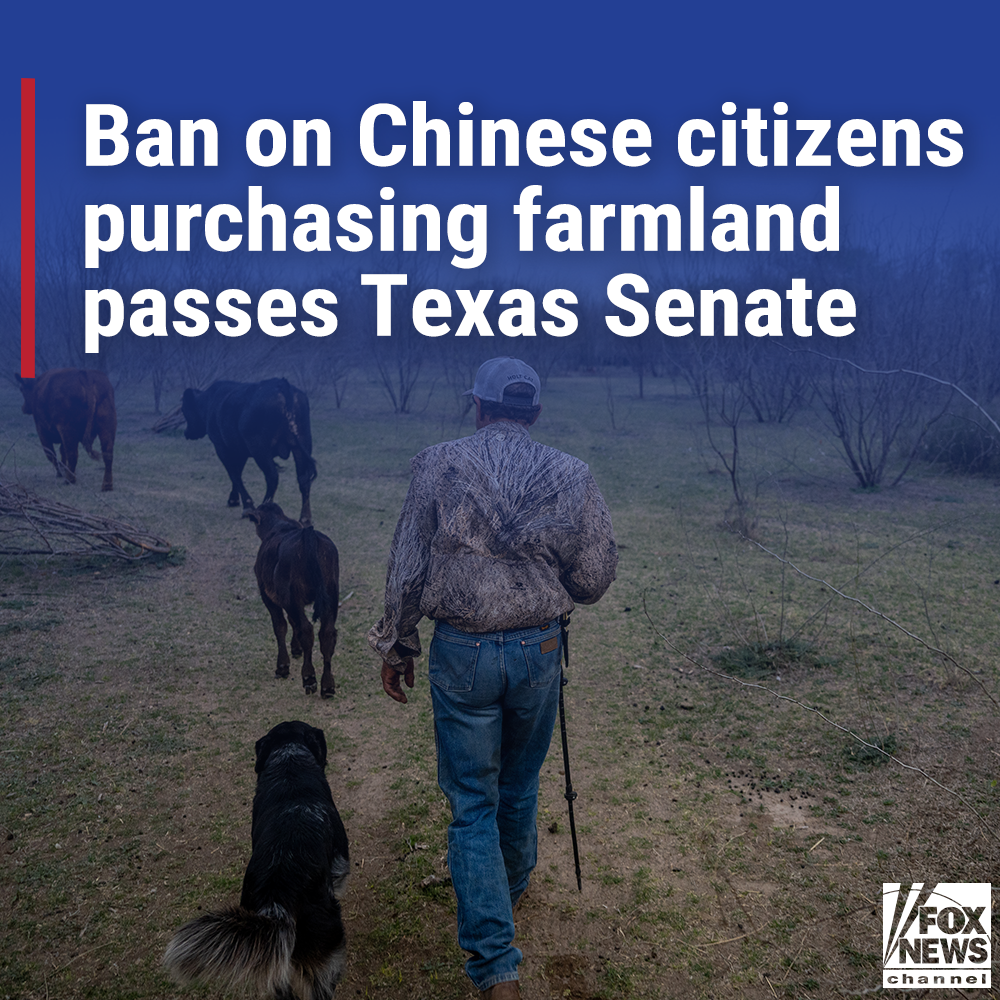 Ban on Chinese citizens
purchasing farmland
passes Texas Senate
FOX
NEWS
channel